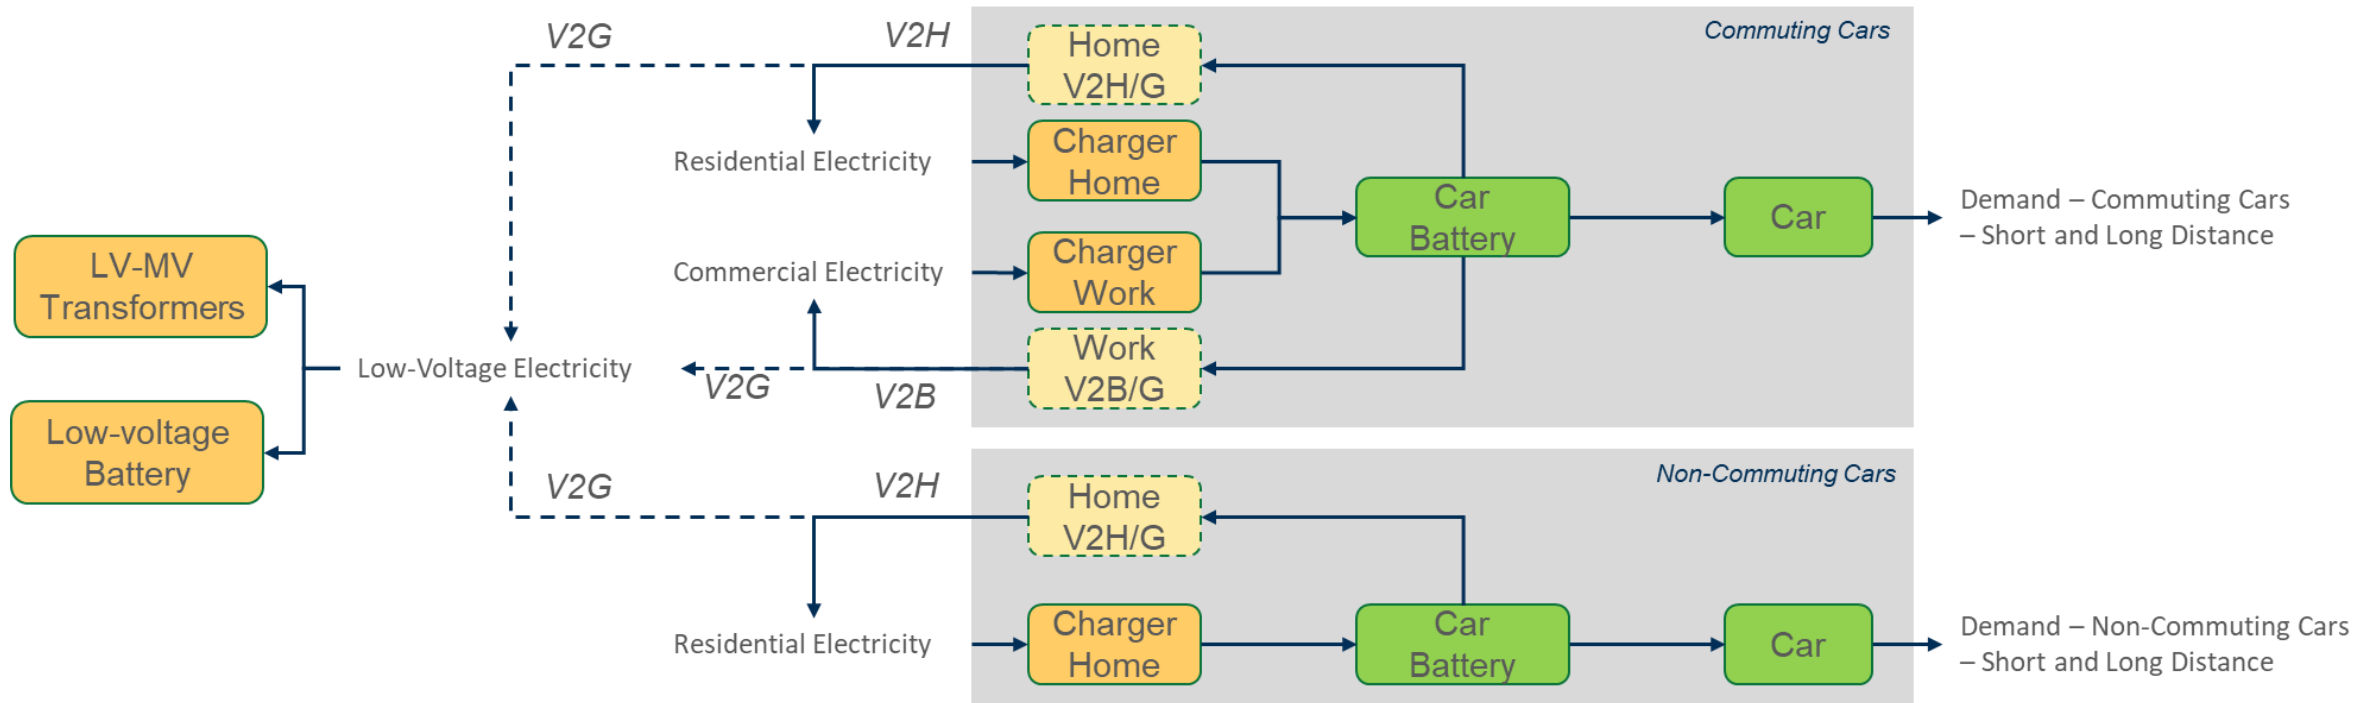 V2G
V2H
Home
V2H/G
Commuting Cars
Residential Electricity
Charger
Home
Commercial Electricity
Charger
Work
Car
Battery
Car
Demand – Commuting Cars
– Short and Long Distance
LV-MV
Transformers
Low-Voltage Electricity
V2G
V2B
Work
V2B/G
Low-voltage
Battery
V2G
V2H
Home
V2H/G
Non-Commuting Cars
Residential Electricity
Charger
Home
Car
Battery
Car
Demand – Non-Commuting Cars
– Short and Long Distance